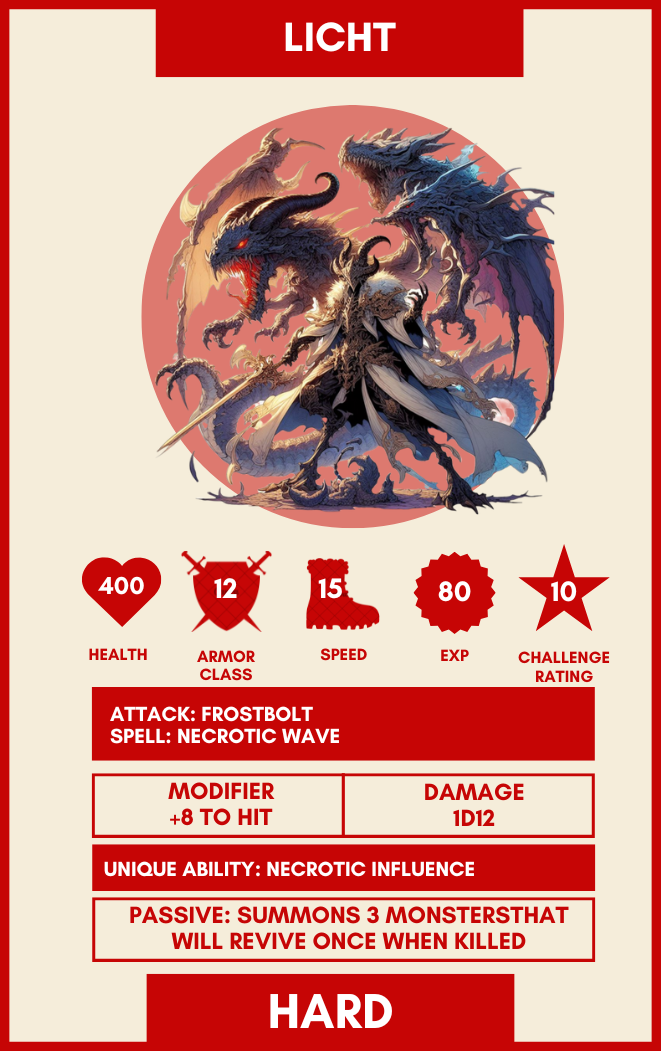 LICHT
400
12
15
80
10
HEALTH
ARMOR
CLASS
SPEED
EXP
CHALLENGE
RATING
ATTACK: FROSTBOLT
SPELL: NECROTIC WAVE
MODIFIER
+8 TO HIT
DAMAGE
1D12
UNIQUE ABILITY: NECROTIC INFLUENCE
PASSIVE: SUMMONS 3 MONSTERSTHAT
WILL REVIVE ONCE WHEN KILLED
HARD